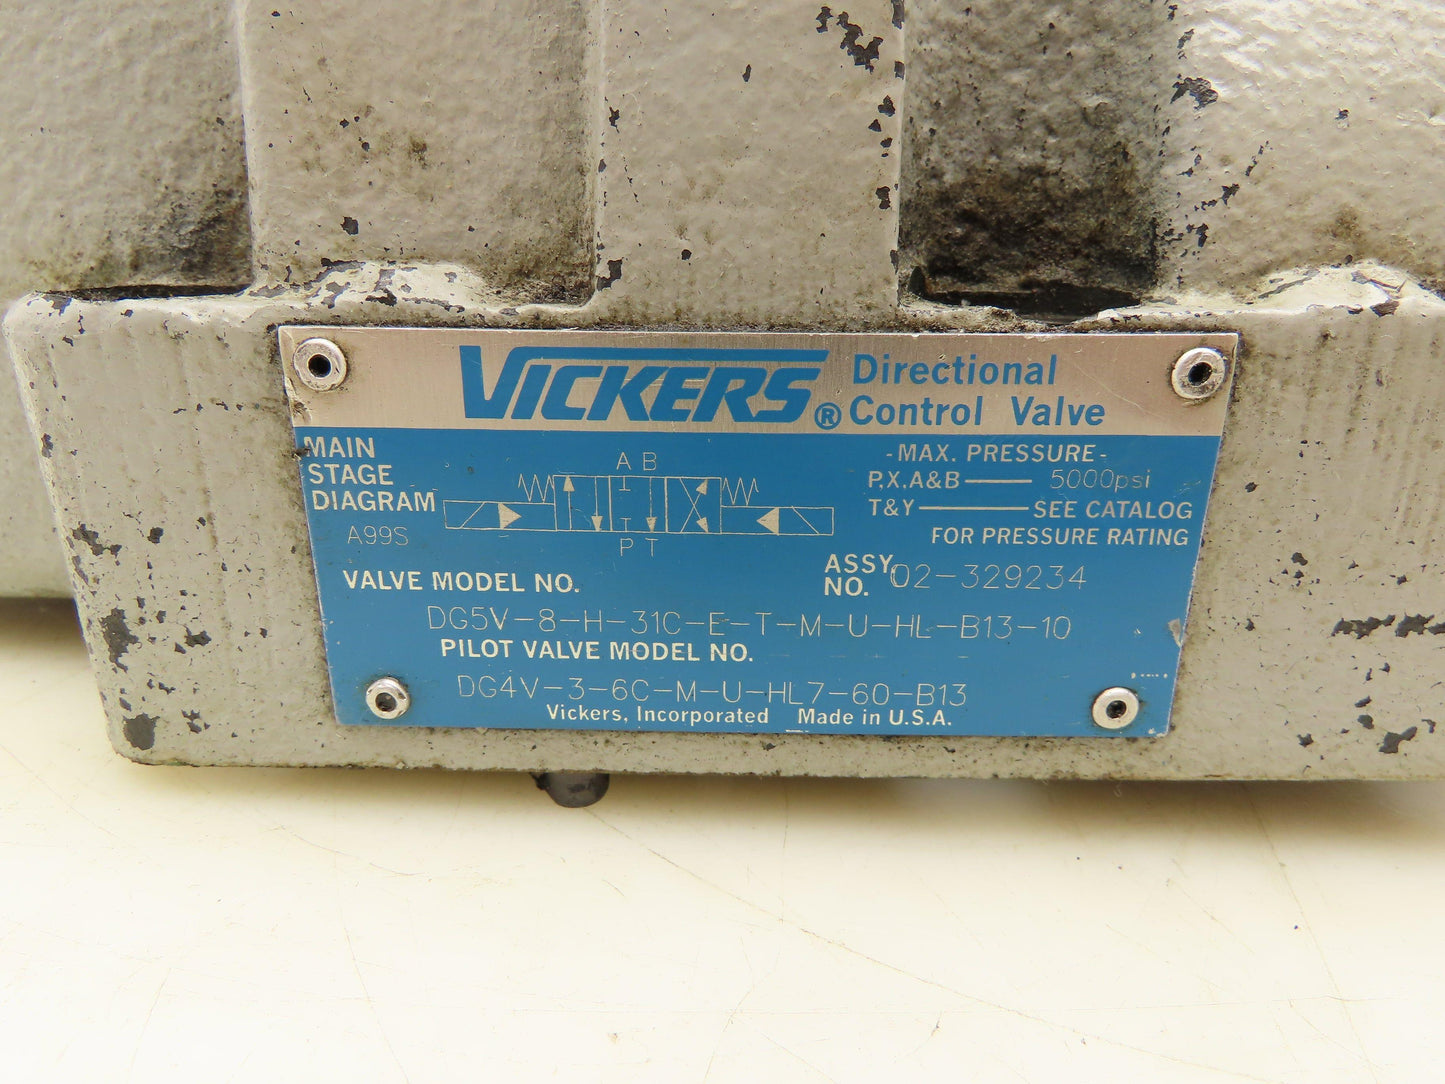 VICKERS® Directional
Control Valve
MAIN
STAGE
DIAGRAM
A99S
A B
P T
- MAX. PRESSURE -
P,X,A&B — 5000psi
T&Y — SEE CATALOG
FOR PRESSURE RATING
ASSY.
NO. 02-329234
VALVE MODEL NO.
DG5V-8-H-31C-E-T-M-U-HL-B13-10
PILOT VALVE MODEL NO.
DG4V-3-6C-M-U-HL7-60-B13
Vickers, Incorporated Made in U.S.A.